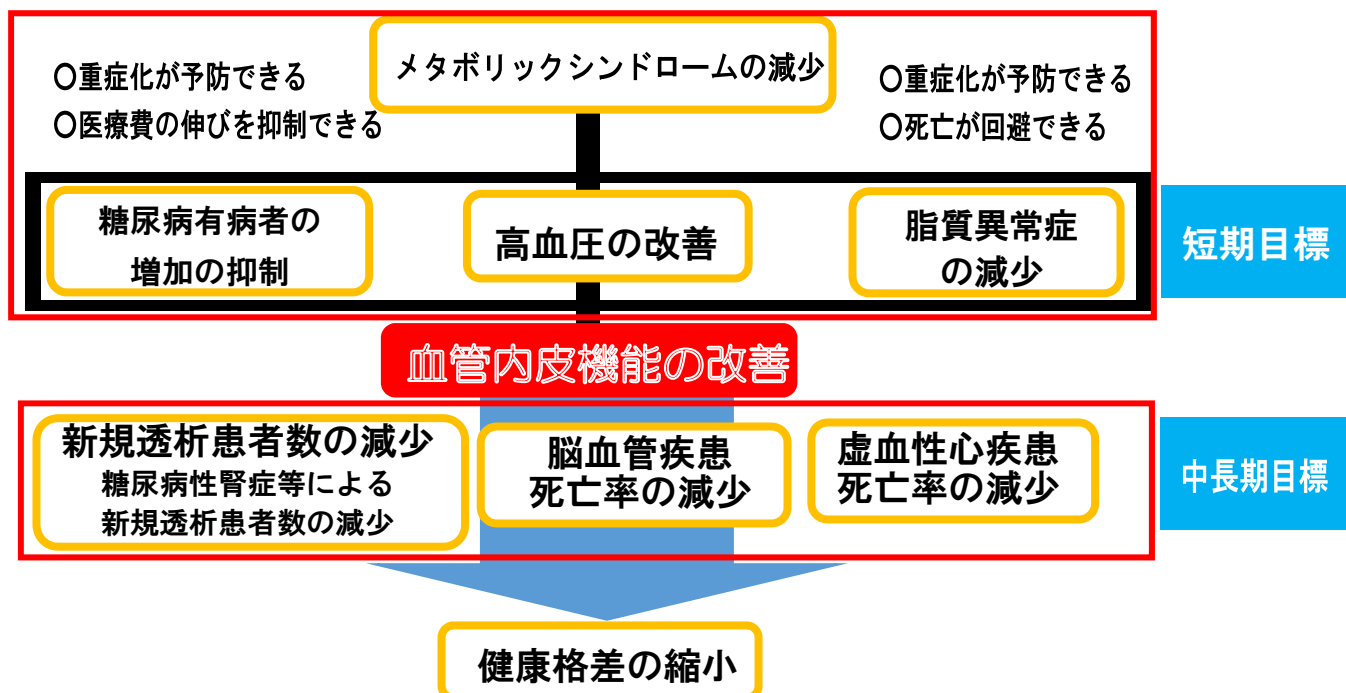 メタボリックシンドロームの減少
〇重症化が予防できる
〇医療費の伸びを抑制できる
〇重症化が予防できる
〇死亡が回避できる
糖尿病有病者の
増加の抑制
高血圧の改善
脂質異常症
の減少
短期目標
血管内皮機能の改善
新規透析患者数の減少
糖尿病性腎症等による
新規透析患者数の減少
脳血管疾患
死亡率の減少
虚血性心疾患
死亡率の減少
中長期目標
健康格差の縮小